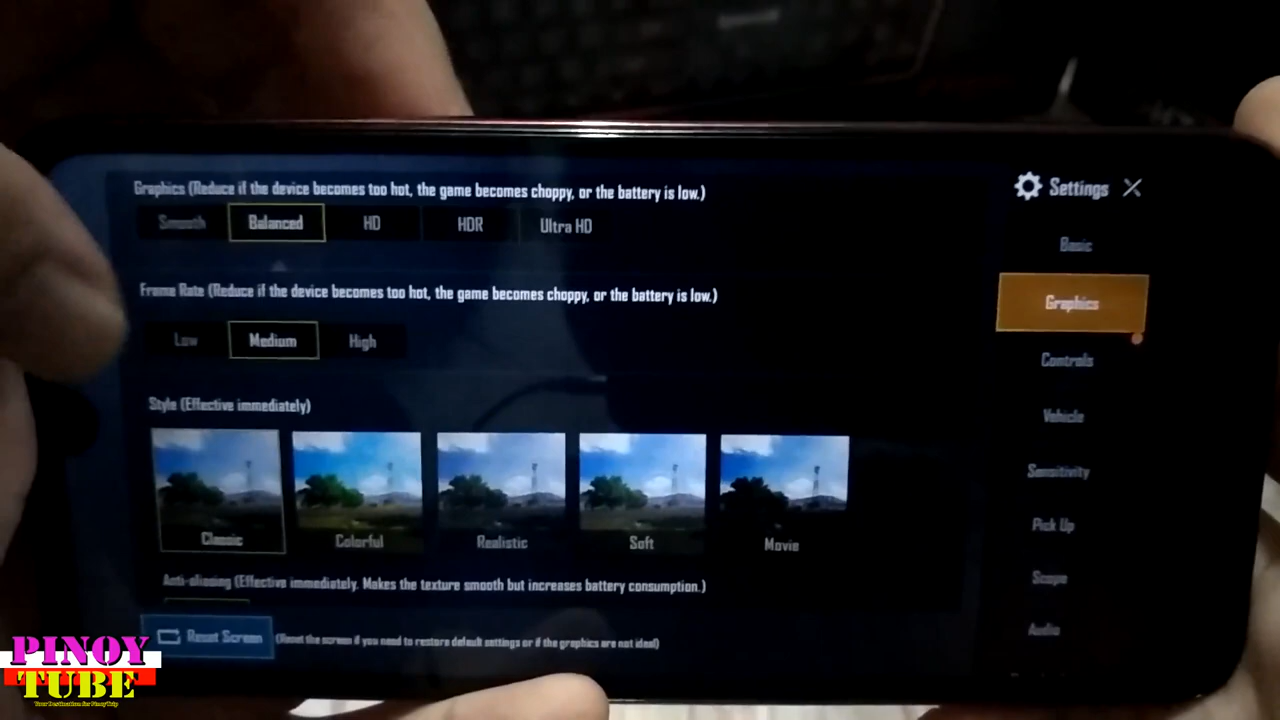 Graphics (Reduce if the device becomes too hot, the game becomes choppy, or the battery is low.)
Smooth Balanced HD HDR Ultra HD
Frame Rate (Reduce if the device becomes too hot, the game becomes choppy, or the battery is low.)
Low Medium High
Style (Effective immediately)
Classic Colorful Realistic Soft Movie
Anti-aliasing (Effective immediately. Makes the texture smooth but increases battery consumption.)
Reset Screen (Reset the screen if you need to restore default settings or if the graphics are not ideal)
Settings
Basic
Graphics
Controls
Vehicle
Sensitivity
Pick Up
Scope
Audio
PINOY
TUBE